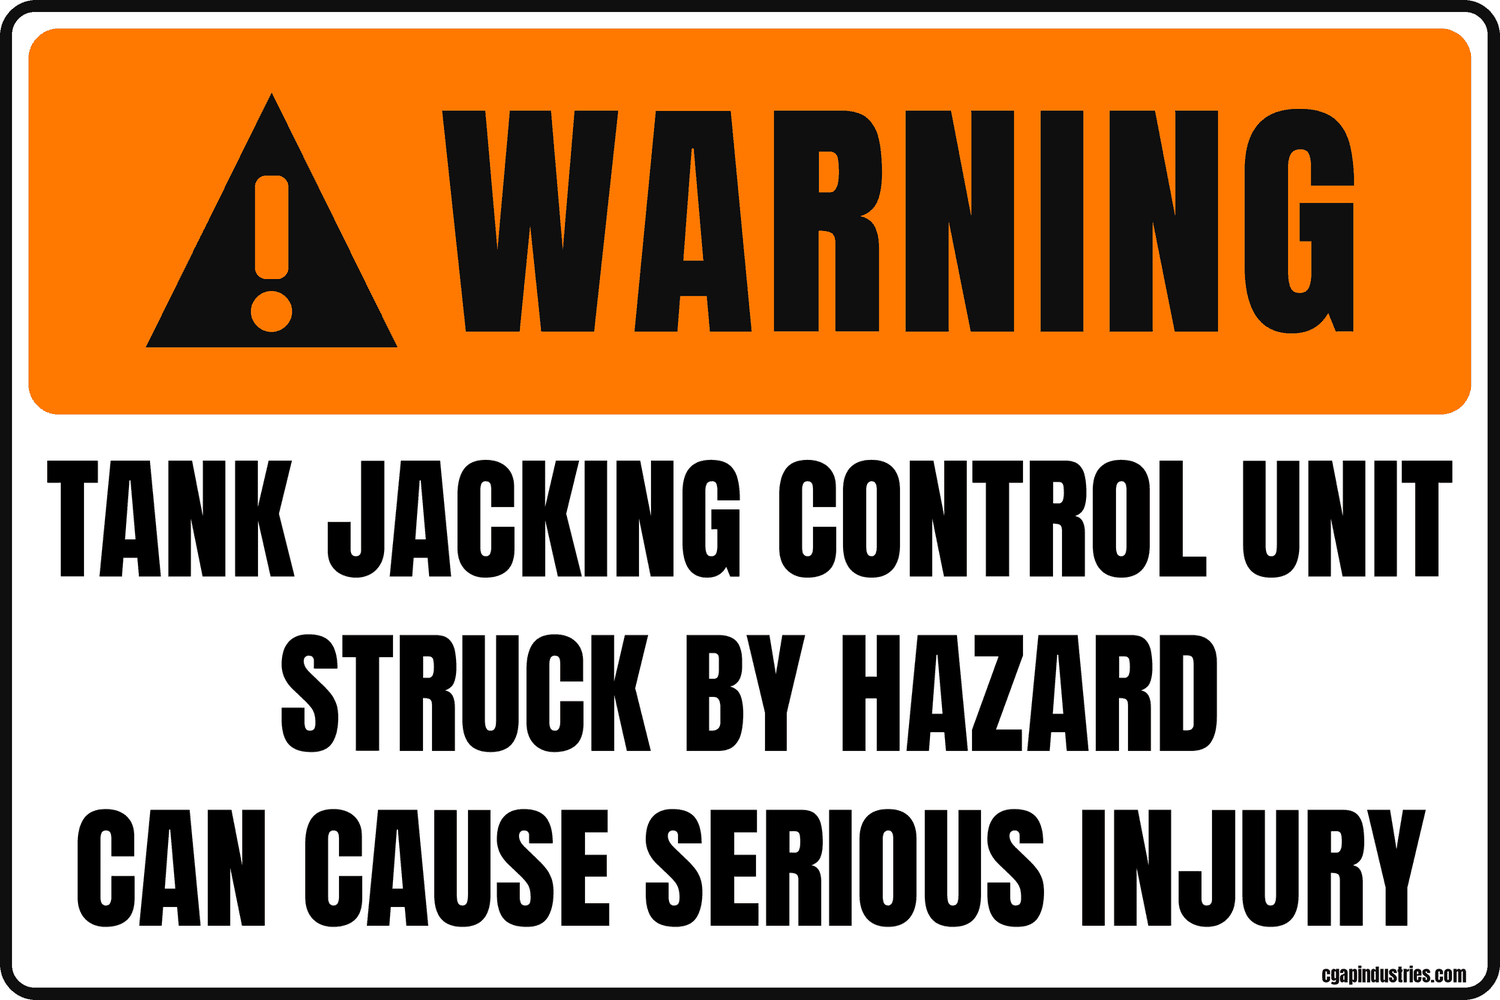 WARNING
TANK JACKING CONTROL UNIT
STRUCK BY HAZARD
CAN CAUSE SERIOUS INJURY
cgapindustries.com